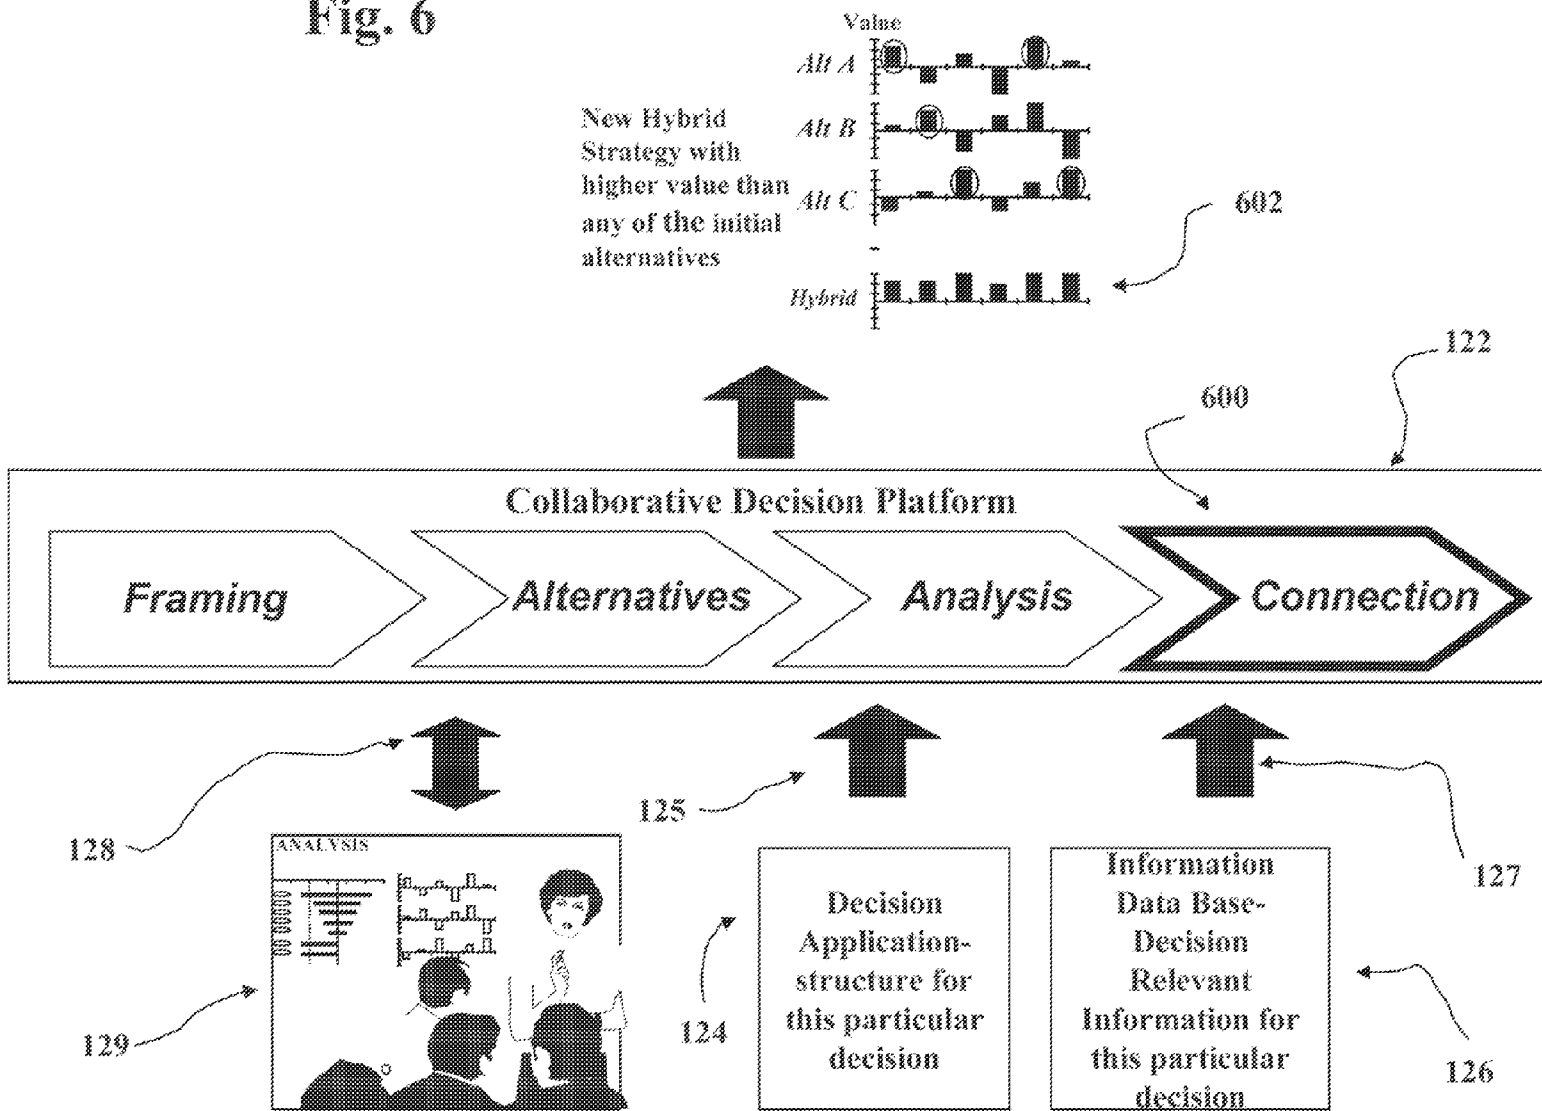 Fig. 6
Value
Alt A
Alt B
Alt C
Hybrid
New Hybrid
Strategy with
higher value than
any of the initial
alternatives
602
122
600
Collaborative Decision Platform
Framing
Alternatives
Analysis
Connection
128
125
127
ANALYSIS
129
124
Decision
Application-
structure for
this particular
decision
Information
Data Base-
Decision
Relevant
Information for
this particular
decision
126